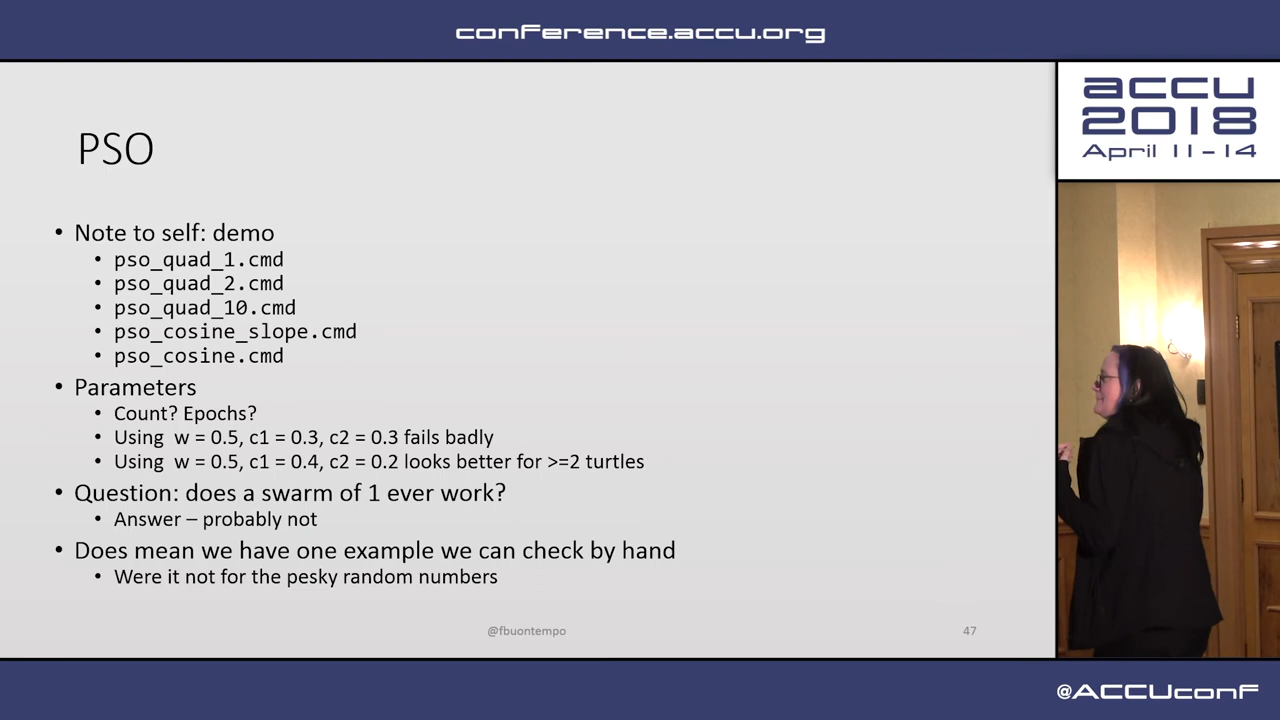 conference.accu.org
accu
2018
April 11-14
PSO
• Note to self: demo
• pso_quad_1.cmd
• pso_quad_2.cmd
• pso_quad_10.cmd
• pso_cosine_slope.cmd
• pso_cosine.cmd
• Parameters
• Count? Epochs?
• Using w = 0.5, c1 = 0.3, c2 = 0.3 fails badly
• Using w = 0.5, c1 = 0.4, c2 = 0.2 looks better for >=2 turtles
• Question: does a swarm of 1 ever work?
• Answer – probably not
• Does mean we have one example we can check by hand
• Were it not for the pesky random numbers
@fbuontempo
47
@ACCUconf